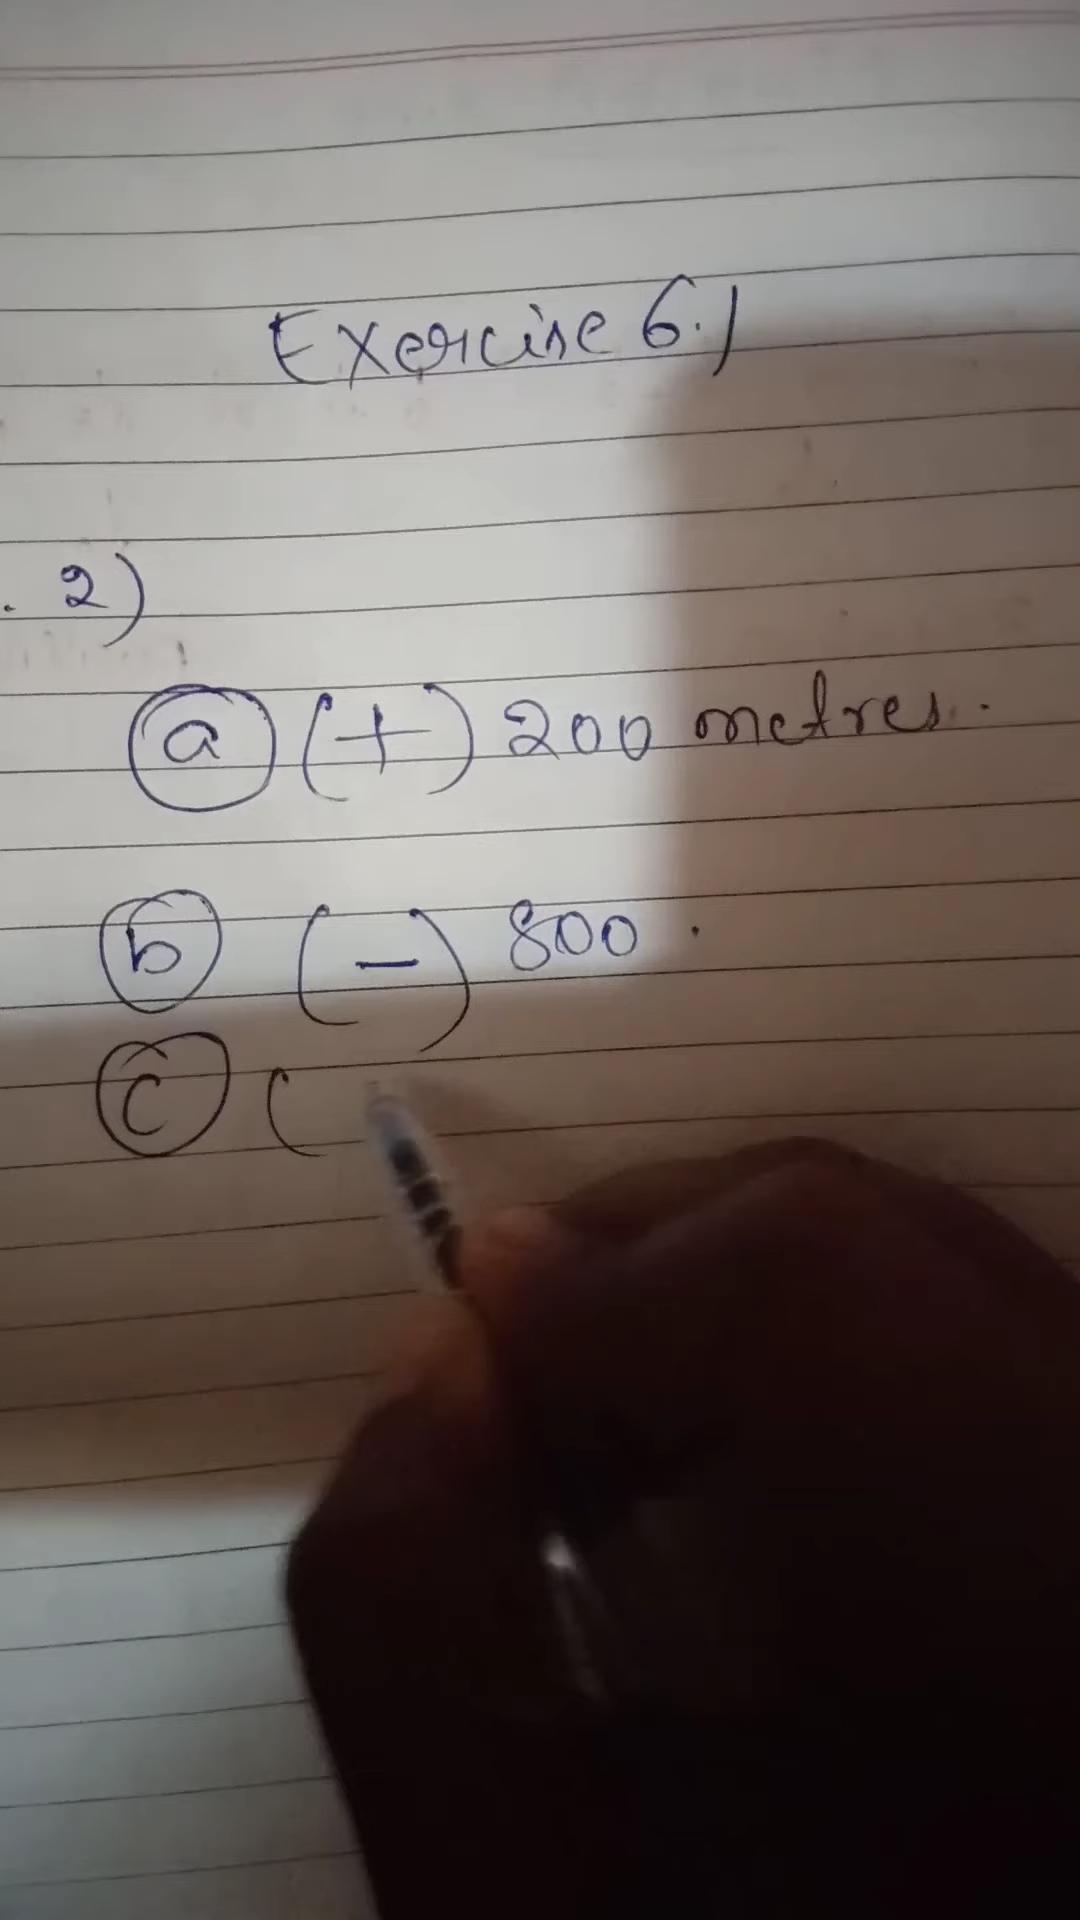 Exercise 6.1
. 2)
a (+) 200 metres.
b (-) 800 .
c (